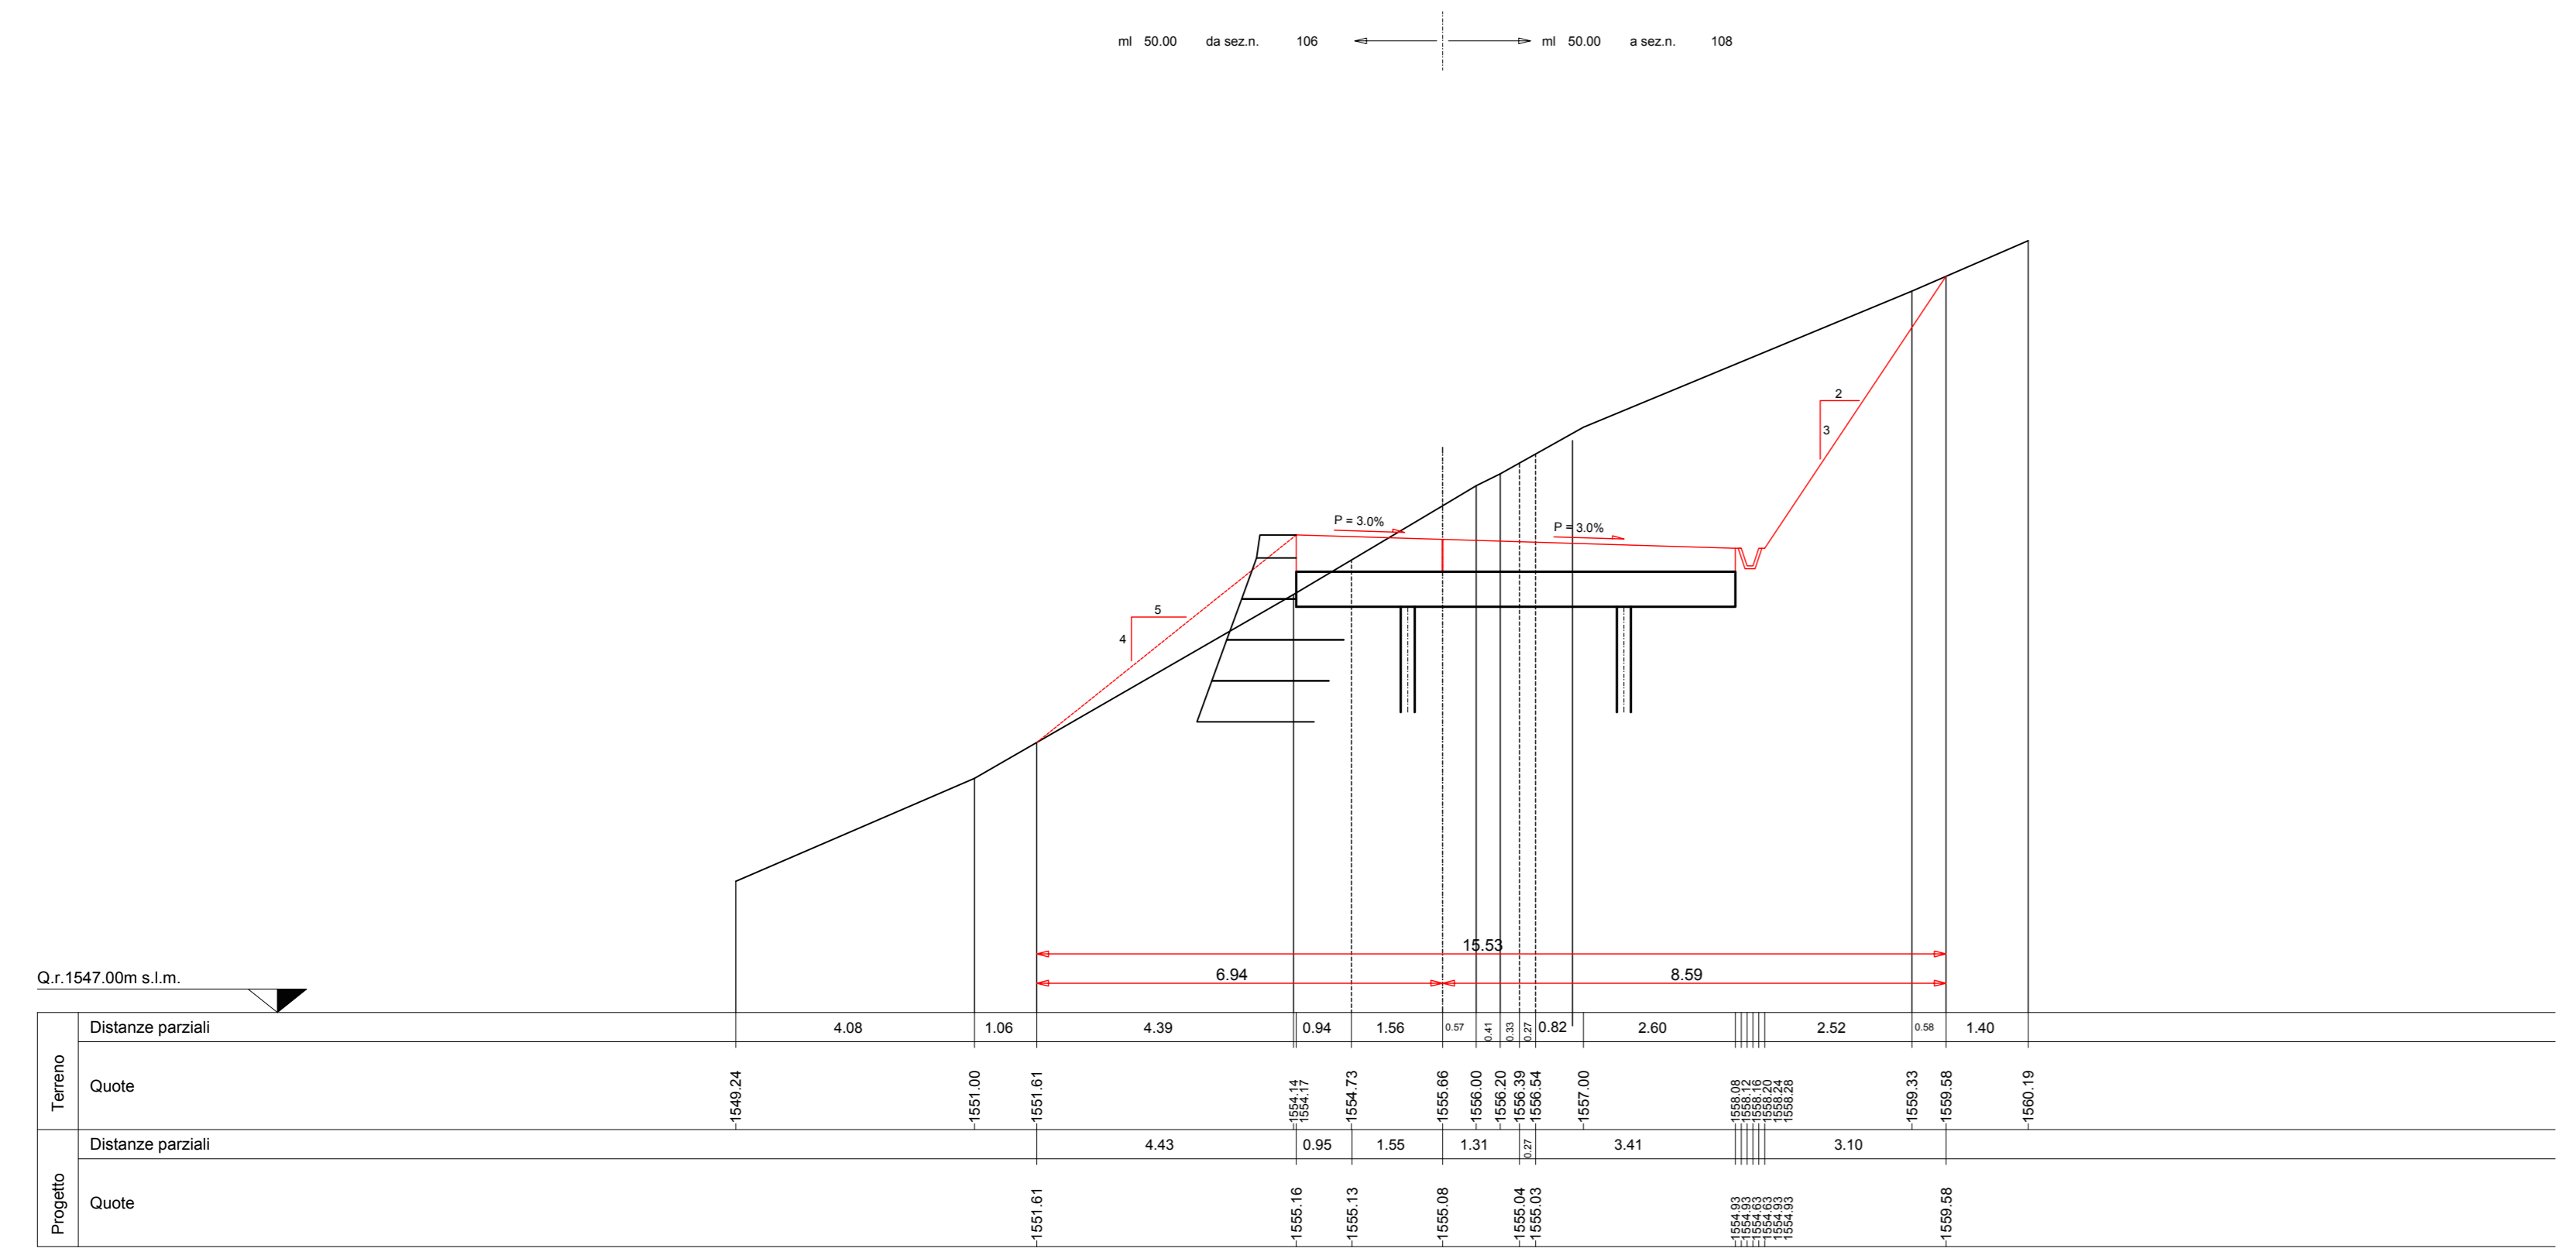 ml 50.00 da sez.n. 106 ml 50.00 a sez.n. 108
2
3
P = 3.0% P = 3.0%
5
4
15.53
Q.r.1547.00m s.l.m.
6.94 8.59
Terreno
Distanze parziali 4.08 1.06 4.39 0.94 1.56 0.57 0.41 0.33 0.27 0.82 2.60 2.52 0.58 1.40
Quote 1549.24 1551.00 1551.61 1554.14 1554.17 1554.73 1555.66 1556.00 1556.20 1556.39 1556.54 1557.00 1558.08 1558.12 1558.16 1558.20 1558.24 1558.28 1559.33 1559.58 1560.19
Progetto
Distanze parziali 4.43 0.95 1.55 1.31 0.27 3.41 3.10
Quote 1551.61 1555.16 1555.13 1555.08 1555.04 1555.03 1554.93 1554.93 1554.63 1554.63 1554.93 1554.93 1559.58